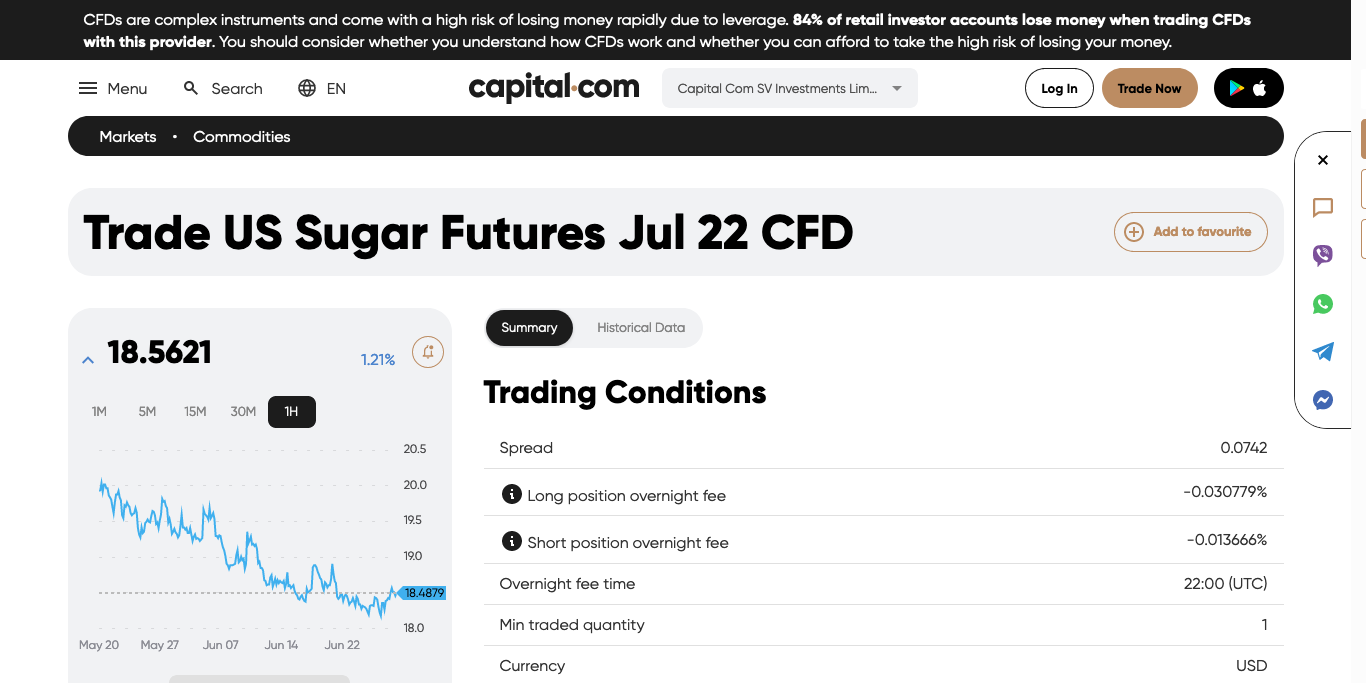 CFDs are complex instruments and come with a high risk of losing money rapidly due to leverage. 84% of retail investor accounts lose money when trading CFDs
with this provider. You should consider whether you understand how CFDs work and whether you can afford to take the high risk of losing your money.
Menu Search EN capital.com Capital Com SV Investments Lim... Log In Trade Now
Markets • Commodities
Trade US Sugar Futures Jul 22 CFD
Add to favourite
18.5621
1.21%
1M 5M 15M 30M 1H
20.5
20.0
19.5
19.0
18.4879
18.0
May 20 May 27 Jun 07 Jun 14 Jun 22
Summary Historical Data
Trading Conditions
Spread 0.0742
Long position overnight fee -0.030779%
Short position overnight fee -0.013666%
Overnight fee time 22:00 (UTC)
Min traded quantity 1
Currency USD